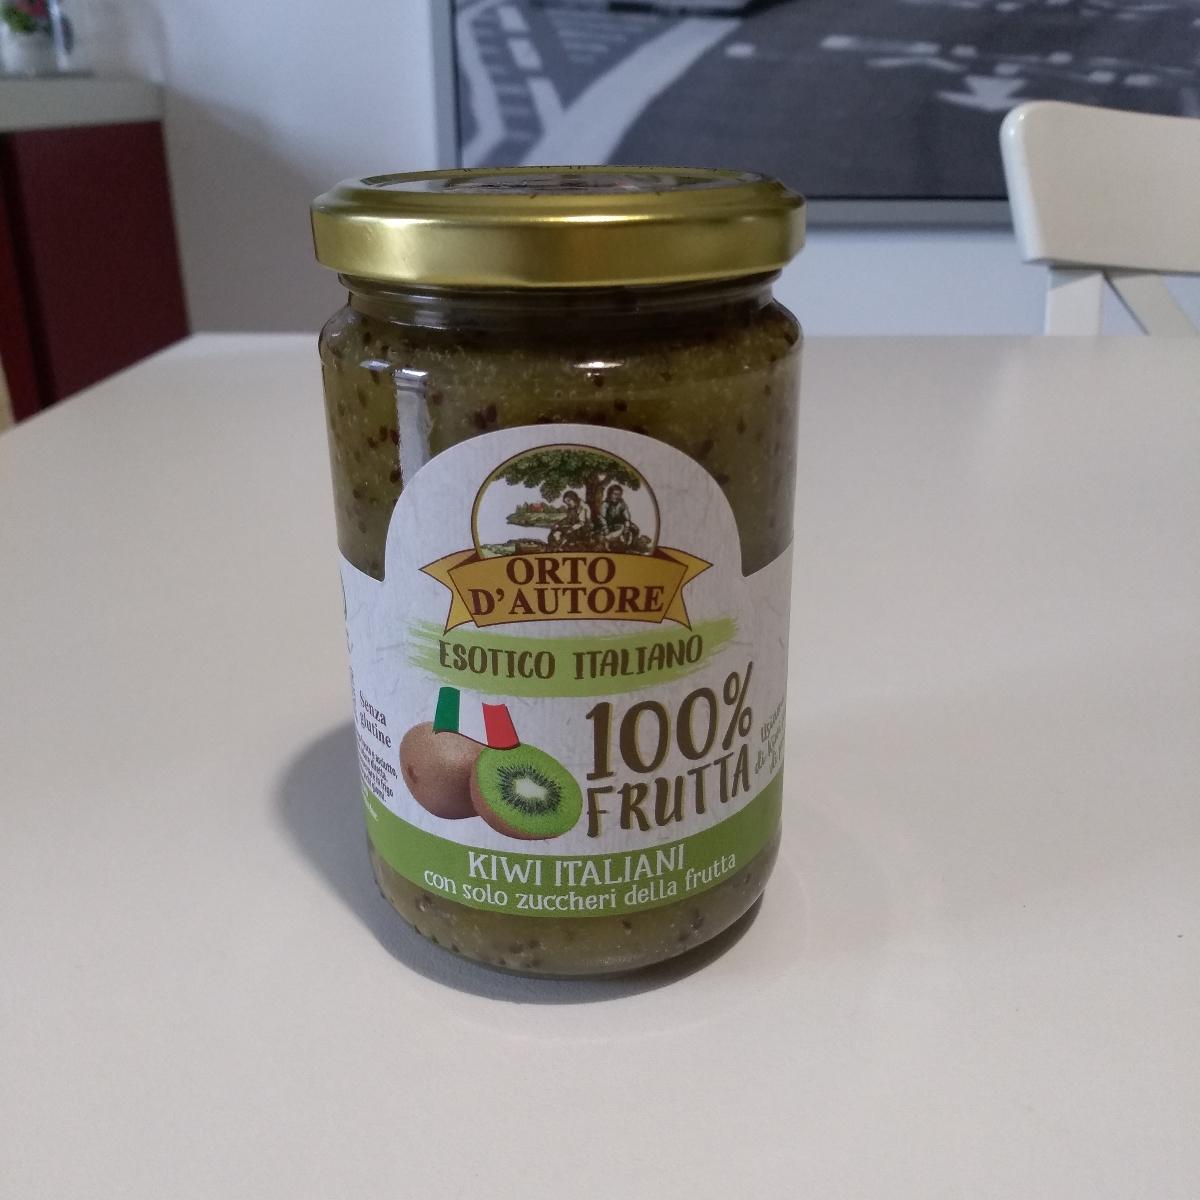 ORTO
D'AUTORE
ESOTICO ITALIANO
100%
FRUTTA
KIWI ITALIANI
con solo zuccheri della frutta
Senza
glutine